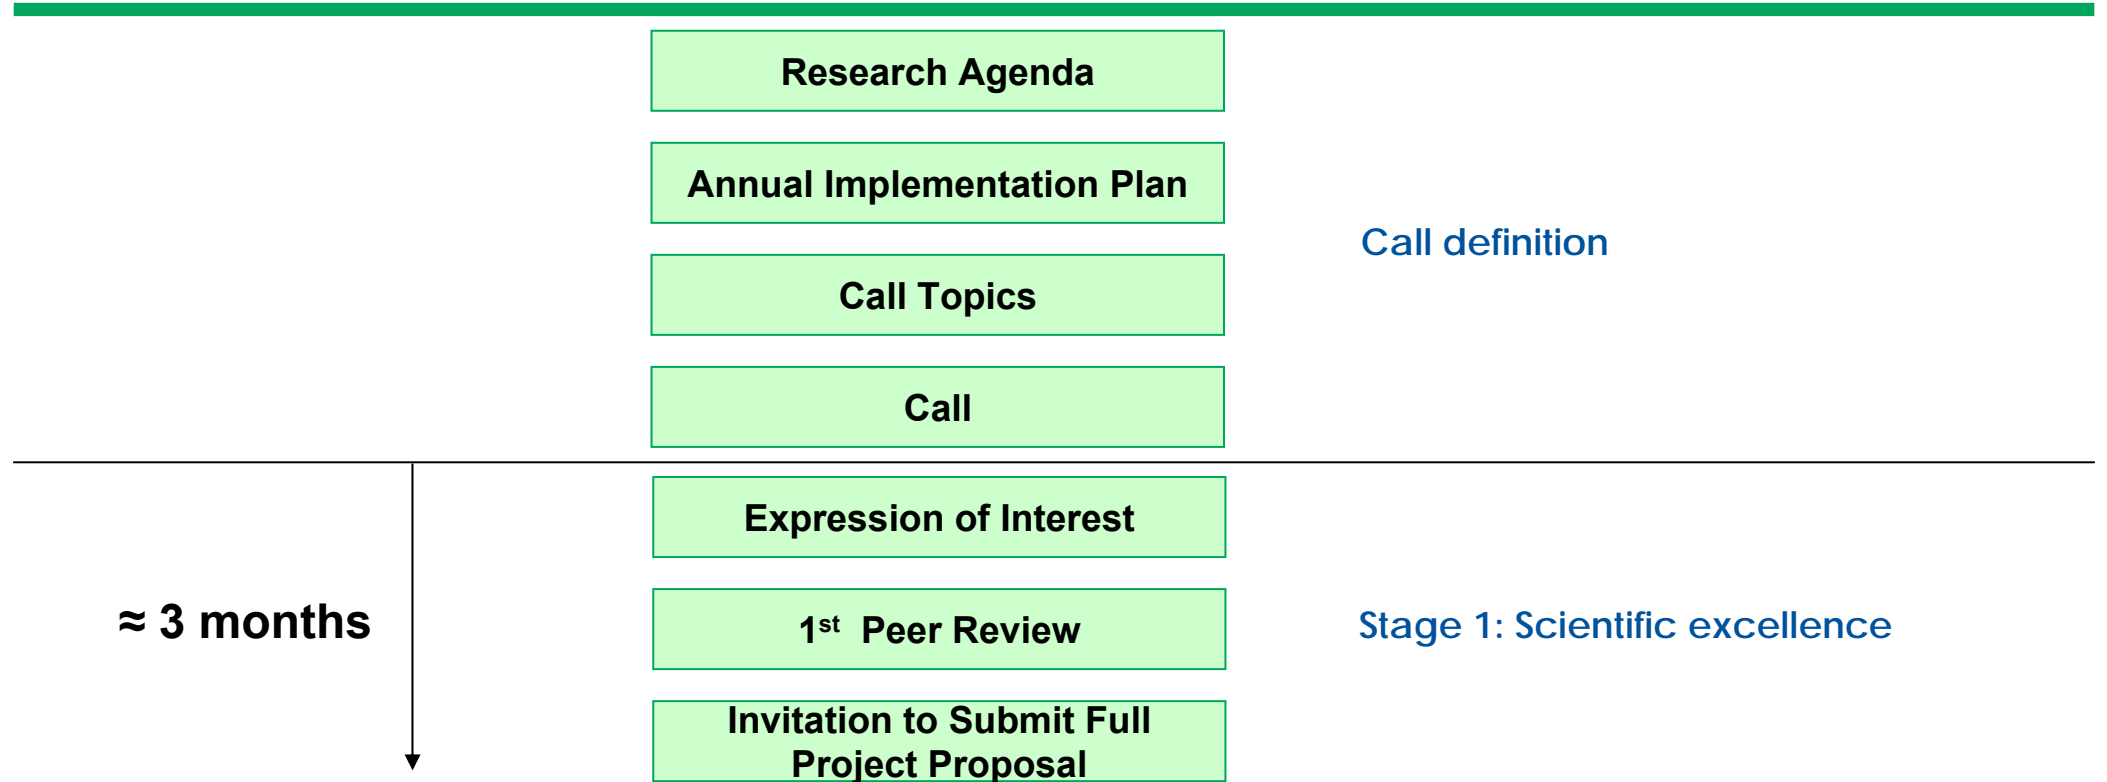 Research Agenda
Annual Implementation Plan
Call definition
Call Topics
Call
Expression of Interest
≈ 3 months
1st Peer Review
Stage 1: Scientific excellence
Invitation to Submit Full
Project Proposal